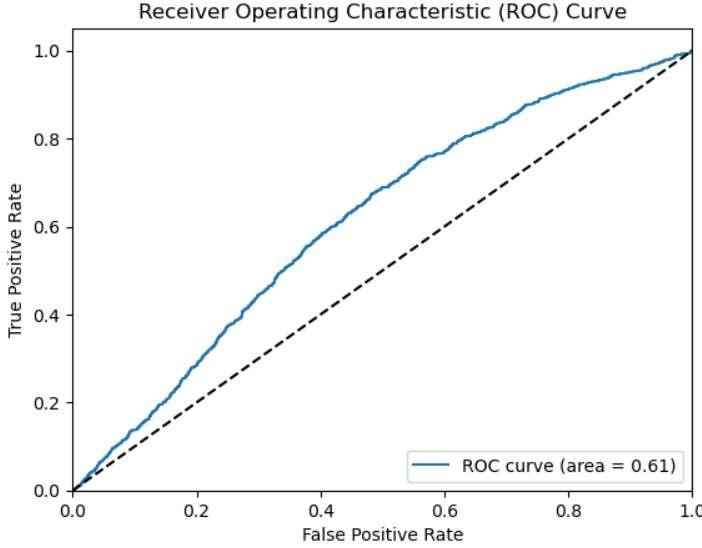 Receiver Operating Characteristic (ROC) Curve
1.0
0.8
0.6
0.4
0.2
0.0
True Positive Rate
ROC curve (area = 0.61)
0.0 0.2 0.4 0.6 0.8 1.0
False Positive Rate